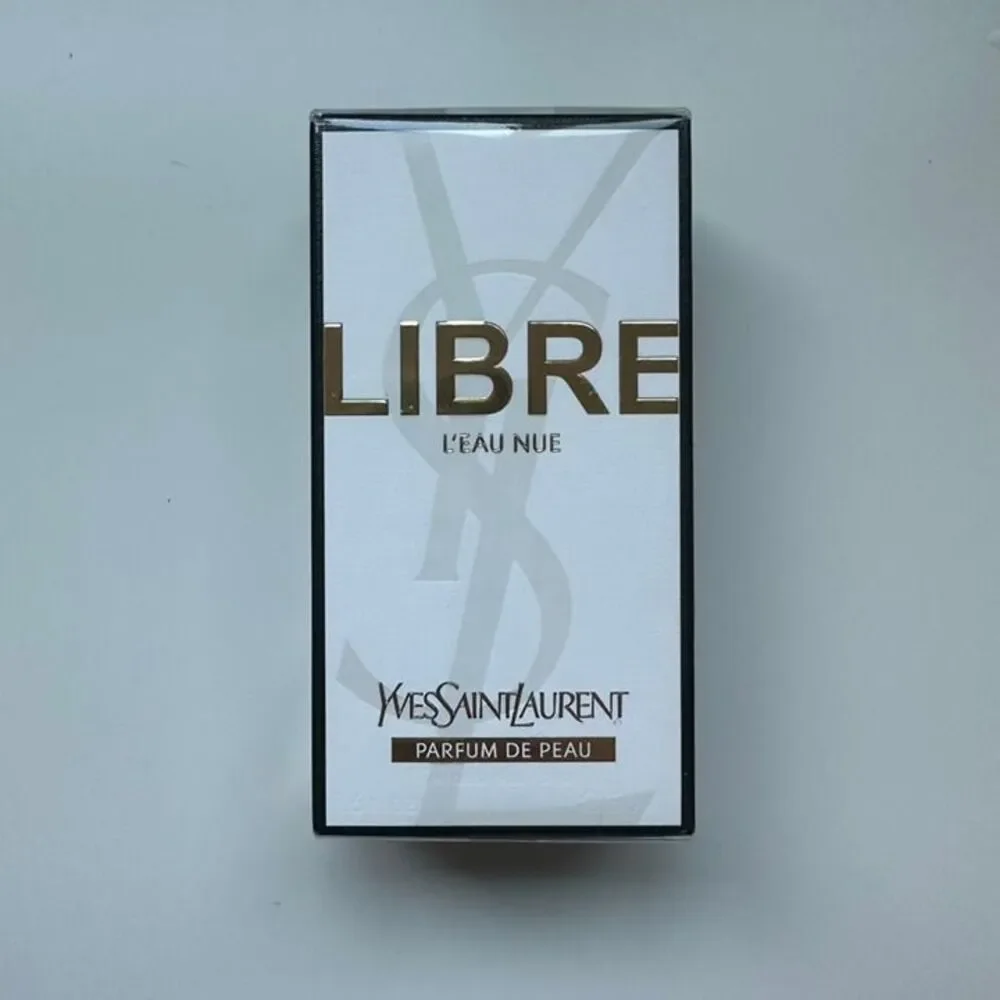 LIBRE
L'EAU NUE
YVESSAINTLAURENT
PARFUM DE PEAU